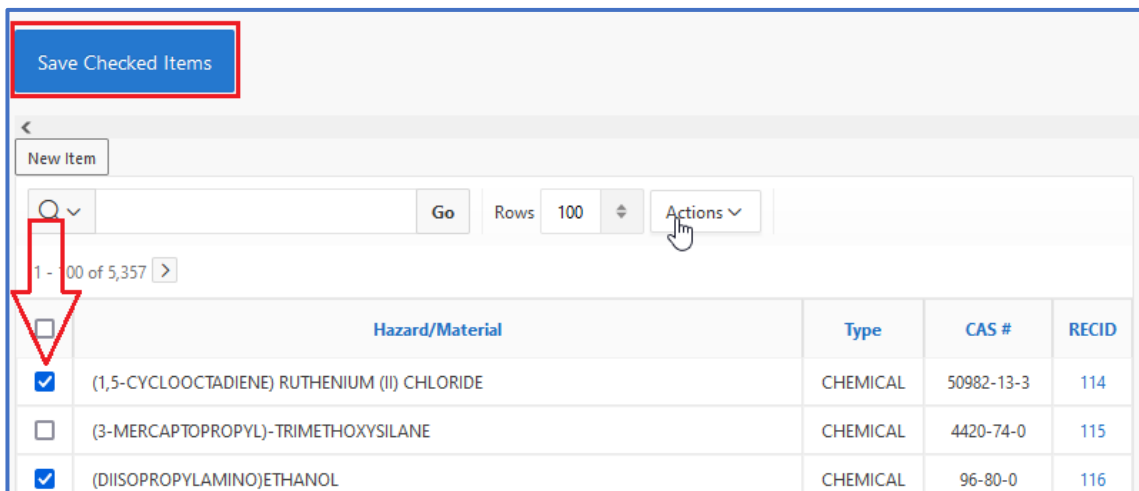 Save Checked Items
New Item
Go Rows 100 Actions
1 - 100 of 5,357
Hazard/Material Type CAS # RECID
(1,5-CYCLOOCTADIENE) RUTHENIUM (II) CHLORIDE CHEMICAL 50982-13-3 114
(3-MERCAPTOPROPYL)-TRIMETHOXYSILANE CHEMICAL 4420-74-0 115
(DIISOPROPYLAMINO)ETHANOL CHEMICAL 96-80-0 116